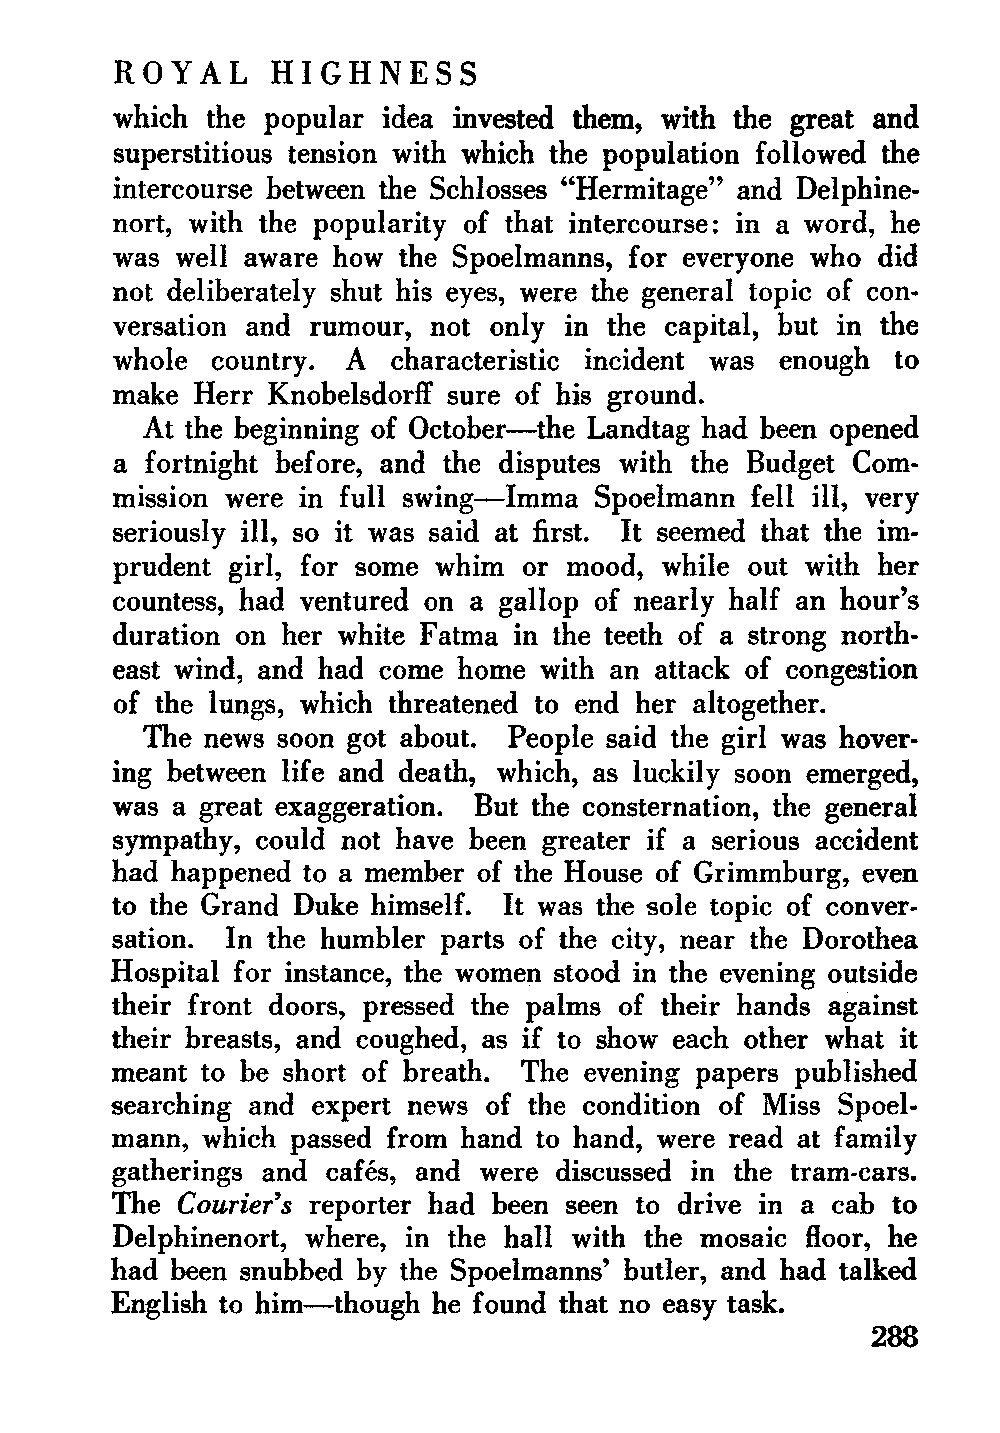 ROYAL HIGHNESS
which the popular idea invested them, with the great and
superstitious tension with which the population followed the
intercourse between the Schlosses “Hermitage” and Delphine-
nort, with the popularity of that intercourse: in a word, he
was well aware how the Spoelmanns, for everyone who did
not deliberately shut his eyes, were the general topic of con-
versation and rumour, not only in the capital, but in the
whole country. A characteristic incident was enough to
make Herr Knobelsdorff sure of his ground.
At the beginning of October—the Landtag had been opened
a fortnight before, and the disputes with the Budget Com-
mission were in full swing—Imma Spoelmann fell ill, very
seriously ill, so it was said at first. It seemed that the im-
prudent girl, for some whim or mood, while out with her
countess, had ventured on a gallop of nearly half an hour’s
duration on her white Fatma in the teeth of a strong north-
east wind, and had come home with an attack of congestion
of the lungs, which threatened to end her altogether.
The news soon got about. People said the girl was hover-
ing between life and death, which, as luckily soon emerged,
was a great exaggeration. But the consternation, the general
sympathy, could not have been greater if a serious accident
had happened to a member of the House of Grimmburg, even
to the Grand Duke himself. It was the sole topic of conver-
sation. In the humbler parts of the city, near the Dorothea
Hospital for instance, the women stood in the evening outside
their front doors, pressed the palms of their hands against
their breasts, and coughed, as if to show each other what it
meant to be short of breath. The evening papers published
searching and expert news of the condition of Miss Spoel-
mann, which passed from hand to hand, were read at family
gatherings and cafés, and were discussed in the tram-cars.
The Courier’s reporter had been seen to drive in a cab to
Delphinenort, where, in the hall with the mosaic floor, he
had been snubbed by the Spoelmanns’ butler, and had talked
English to him—though he found that no easy task.
288